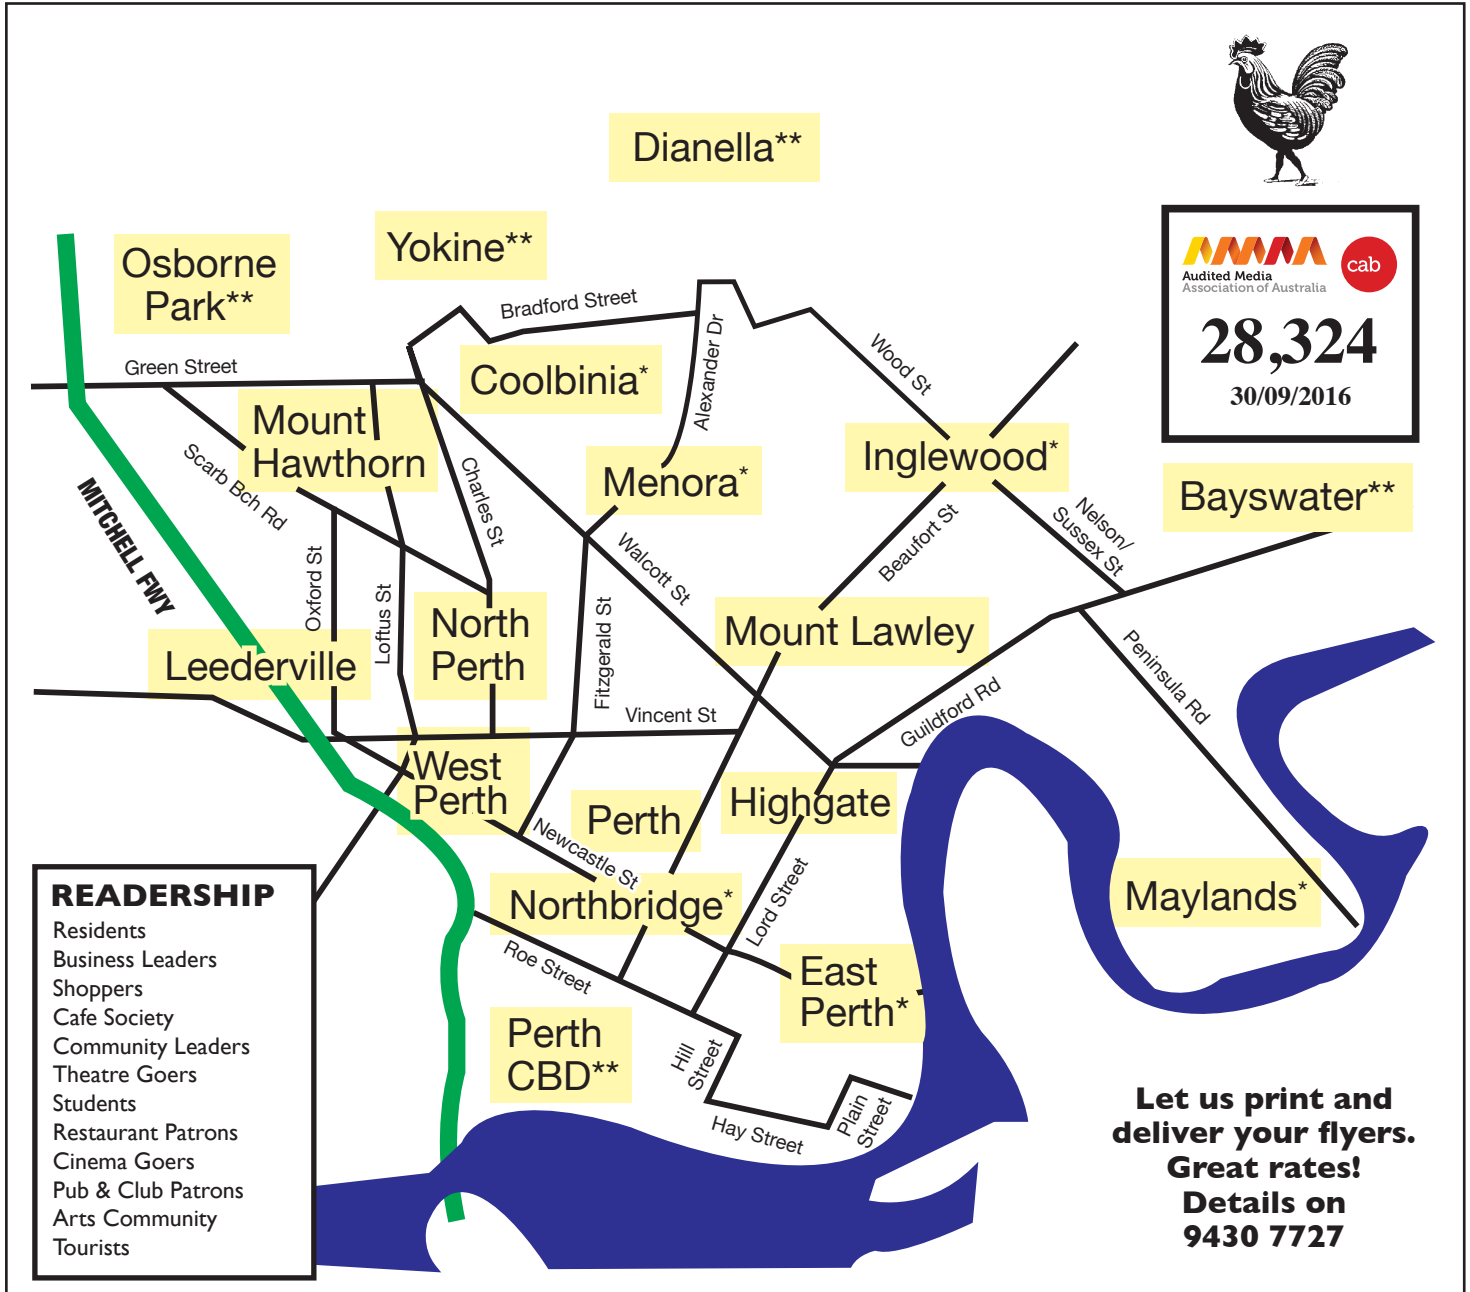 Dianella**
Yokine**
Osborne
Park**
Audited Media
Association of Australia
cab
28,324
30/09/2016
Bradford Street
Green Street
Coolbinia*
Alexander Dr
Wood St
Mount
Hawthorn
Scarb Bch Rd
Charles St
Menora*
Inglewood*
Bayswater**
MITCHELL FWY
Nelson/
Sussex St
Beaufort St
Walcott St
Oxford St
Loftus St
North
Perth
Fitzgerald St
Mount Lawley
Leederville
Peninsula Rd
Guildford Rd
Vincent St
West
Perth
Perth
Highgate
Newcastle St
Northbridge*
Lord Street
Maylands*
Roe Street
East
Perth*
Perth
CBD**
Hill
Street
Hay Street
Plain
Street
READERSHIP
Residents
Business Leaders
Shoppers
Cafe Society
Community Leaders
Theatre Goers
Students
Restaurant Patrons
Cinema Goers
Pub & Club Patrons
Arts Community
Tourists
Let us print and
deliver your flyers.
Great rates!
Details on
9430 7727